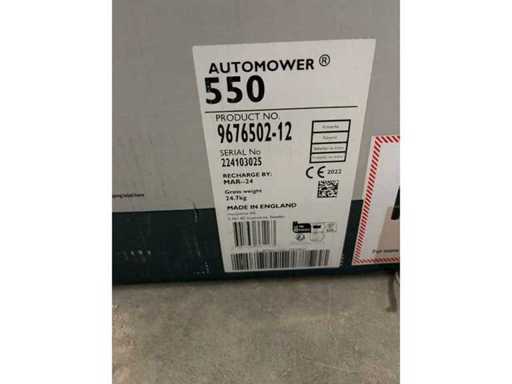 AUTOMOWER ®
550
PRODUCT NO.
9676502-12
SERIAL No
224103025
RECHARGE BY:
MAR-24
Gross weight
24.7kg
MADE IN ENGLAND
CE 2022